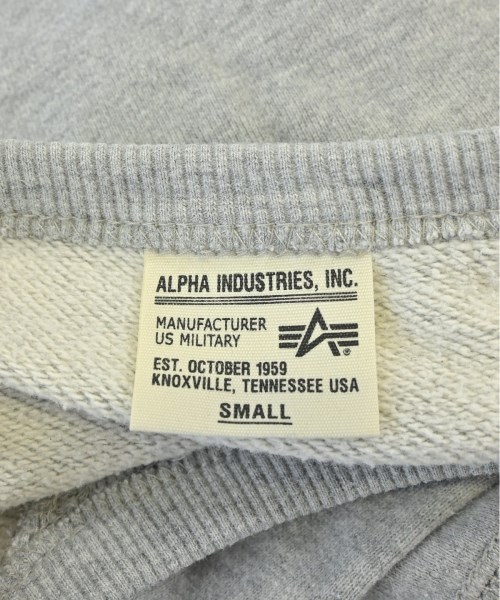 ALPHA INDUSTRIES, INC.
MANUFACTURER
US MILITARY
®
EST. OCTOBER 1959
KNOXVILLE, TENNESSEE USA
SMALL